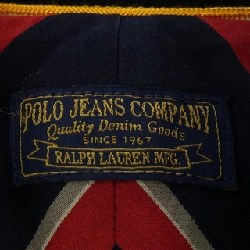 POLO JEANS COMPANY
Quality Denim Goods
SINCE 1967
RALPH LAUREN MFG.